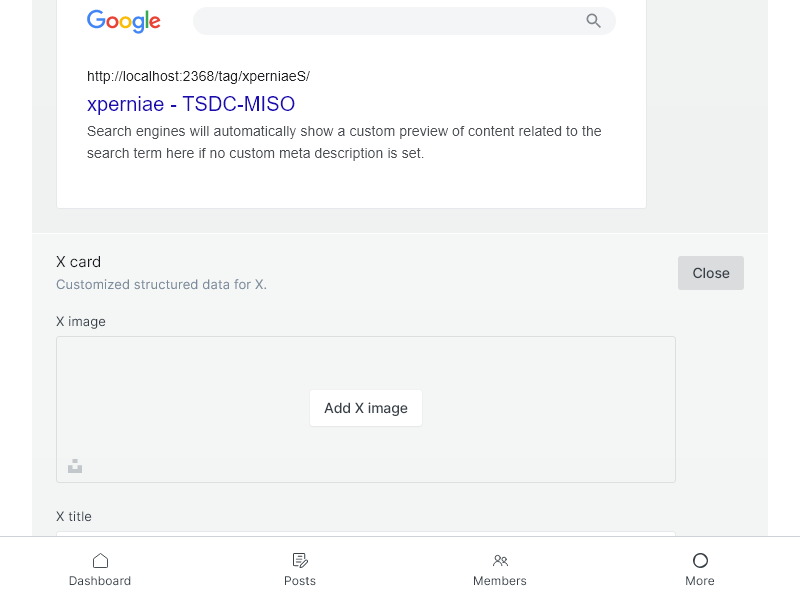 Google
http://localhost:2368/tag/xperniaeS/
xperniae - TSDC-MISO
Search engines will automatically show a custom preview of content related to the
search term here if no custom meta description is set.
X card
Customized structured data for X.
Close
X image
Add X image
X title
Dashboard
Posts
Members
More